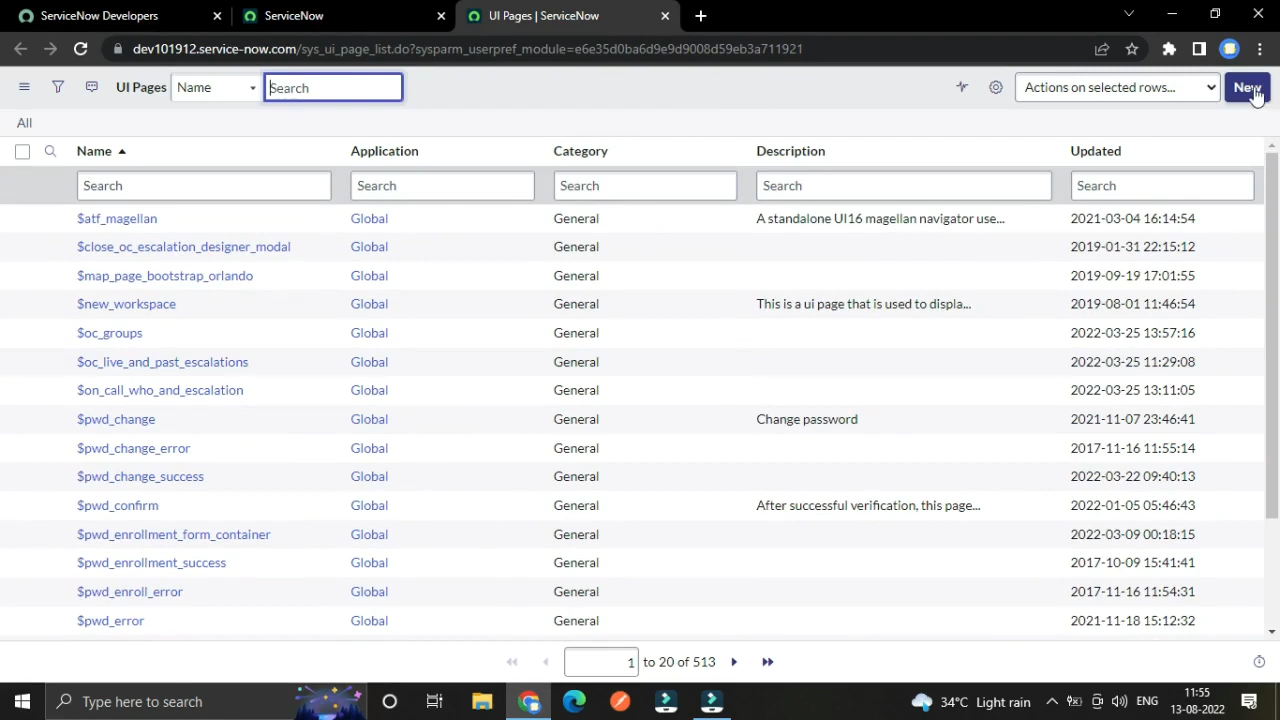 ServiceNow Developers
ServiceNow
UI Pages | ServiceNow
dev101912.service-now.com/sys_ui_page_list.do?sysparm_userpref_module=e6e35d0ba6d9e9d9008d59eb3a711921
UI Pages Name Search Actions on selected rows... New
All
Name Application Category Description Updated
Search Search Search Search Search
$atf_magellan Global General A standalone UI16 magellan navigator use... 2021-03-04 16:14:54
$close_oc_escalation_designer_modal Global General 2019-01-31 22:15:12
$map_page_bootstrap_orlando Global General 2019-09-19 17:01:55
$new_workspace Global General This is a ui page that is used to displa... 2019-08-01 11:46:54
$oc_groups Global General 2022-03-25 13:57:16
$oc_live_and_past_escalations Global General 2022-03-25 11:29:08
$on_call_who_and_escalation Global General 2022-03-25 13:11:05
$pwd_change Global General Change password 2021-11-07 23:46:41
$pwd_change_error Global General 2017-11-16 11:55:14
$pwd_change_success Global General 2022-03-22 09:40:13
$pwd_confirm Global General After successful verification, this page... 2022-01-05 05:46:43
$pwd_enrollment_form_container Global General 2022-03-09 00:18:15
$pwd_enrollment_success Global General 2017-10-09 15:41:41
$pwd_enroll_error Global General 2017-11-16 11:54:31
$pwd_error Global General 2021-11-18 15:12:32
1 to 20 of 513
Type here to search 34°C Light rain ENG 11:55
13-08-2022